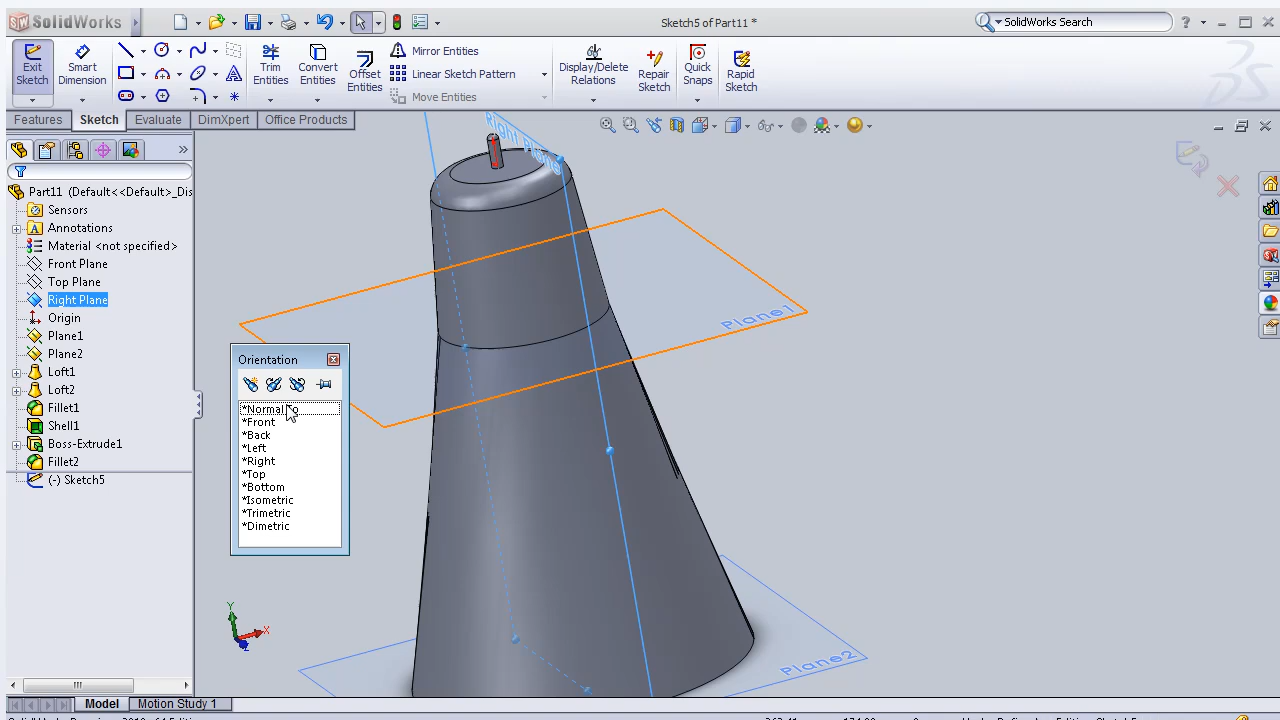 SolidWorks
Sketch5 of Part11 *
SolidWorks Search
Exit Sketch
Smart Dimension
Trim Entities
Convert Entities
Offset Entities
Mirror Entities
Linear Sketch Pattern
Move Entities
Display/Delete Relations
Repair Sketch
Quick Snaps
Rapid Sketch
Features
Sketch
Evaluate
DimXpert
Office Products
Part11 (Default<<Default>_Dis
Sensors
Annotations
Material <not specified>
Front Plane
Top Plane
Right Plane
Origin
Plane1
Plane2
Loft1
Loft2
Fillet1
Shell1
Boss-Extrude1
Fillet2
(-) Sketch5
Right Plane
Plane1
Plane2
Orientation
*Normal To
*Front
*Back
*Left
*Right
*Top
*Bottom
*Isometric
*Trimetric
*Dimetric
Y
X
Model
Motion Study 1